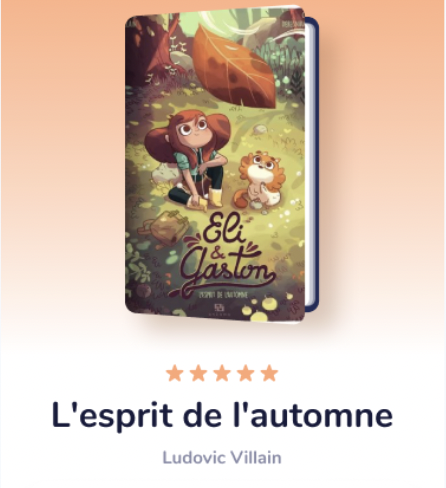 Eli
&
Gaston
L'ESPRIT DE L'AUTOMNE
L'esprit de l'automne
Ludovic Villain